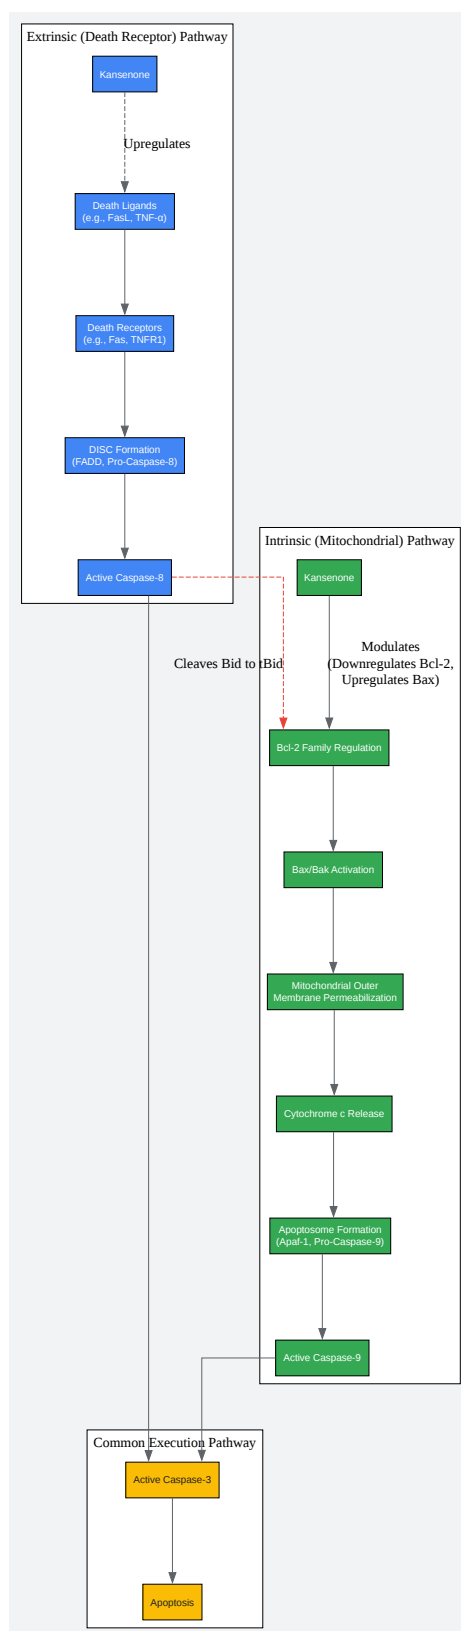 Extrinsic (Death Receptor) Pathway
Kansenone
Upregulates
Death Ligands
(e.g., FasL, TNF-α)
Death Receptors
(e.g., Fas, TNFR1)
DISC Formation
(FADD, Pro-Caspase-8)
Active Caspase-8
Intrinsic (Mitochondrial) Pathway
Kansenone
Cleaves Bid to tBid
Modulates
(Downregulates Bcl-2,
Upregulates Bax)
Bcl-2 Family Regulation
Bax/Bak Activation
Mitochondrial Outer
Membrane Permeabilization
Cytochrome c Release
Apoptosome Formation
(Apaf-1, Pro-Caspase-9)
Active Caspase-9
Common Execution Pathway
Active Caspase-3
Apoptosis